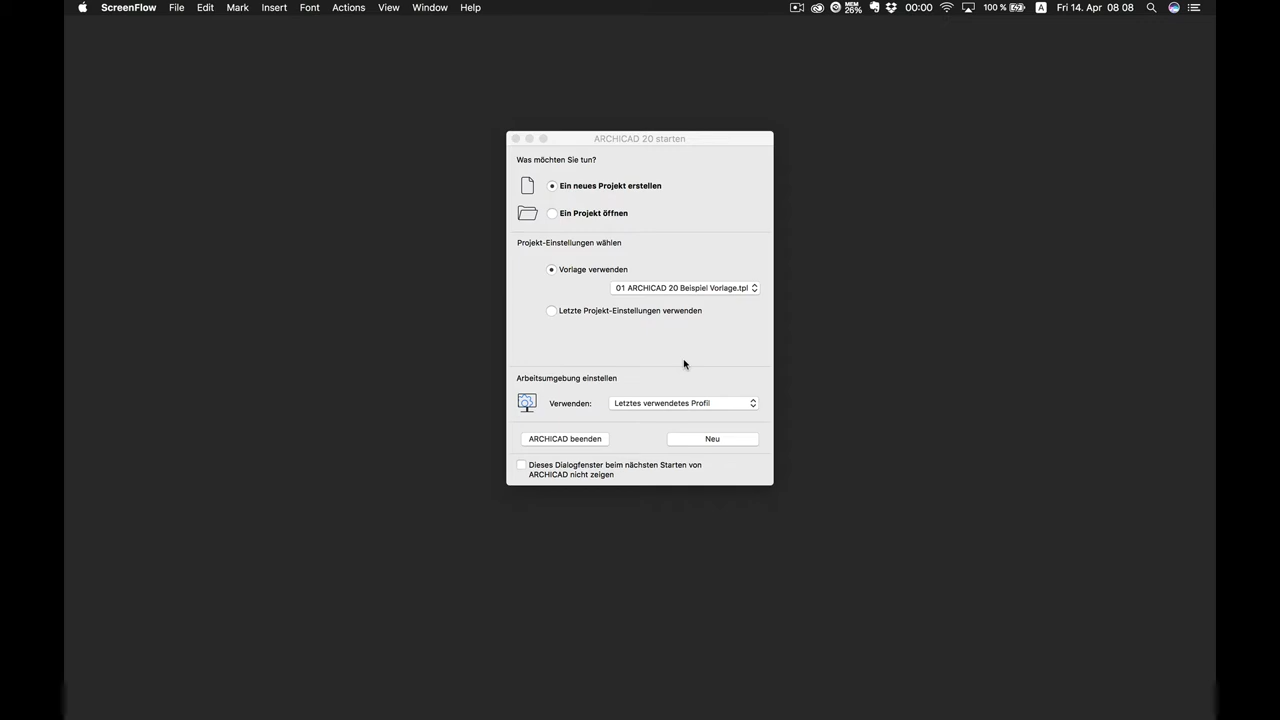 ScreenFlow File Edit Mark Insert Font Actions View Window Help MEM 26% 00:00 100 % A Fri 14. Apr 08 08
ARCHICAD 20 starten
Was möchten Sie tun?
Ein neues Projekt erstellen
Ein Projekt öffnen
Projekt-Einstellungen wählen
Vorlage verwenden
01 ARCHICAD 20 Beispiel Vorlage.tpl
Letzte Projekt-Einstellungen verwenden
Arbeitsumgebung einstellen
Verwenden: Letztes verwendetes Profil
ARCHICAD beenden Neu
Dieses Dialogfenster beim nächsten Starten von
ARCHICAD nicht zeigen